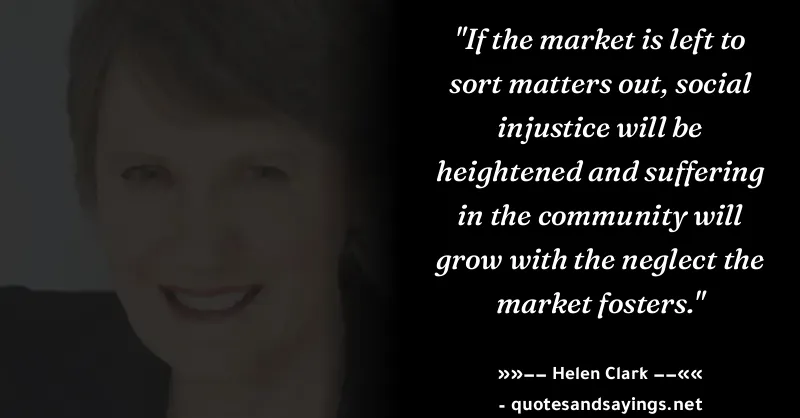 "If the market is left to
sort matters out, social
injustice will be
heightened and suffering
in the community will
grow with the neglect the
market fosters."
»»–– Helen Clark ––««
- quotesandsayings.net